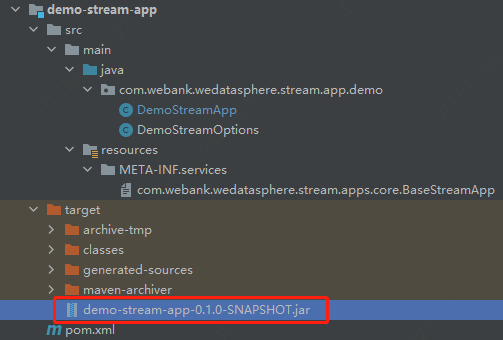 demo-stream-app
src
main
java
com.webank.wedatasphere.stream.app.demo
DemoStreamApp
DemoStreamOptions
resources
META-INF.services
com.webank.wedatasphere.stream.apps.core.BaseStreamApp
target
archive-tmp
classes
generated-sources
maven-archiver
demo-stream-app-0.1.0-SNAPSHOT.jar
pom.xml